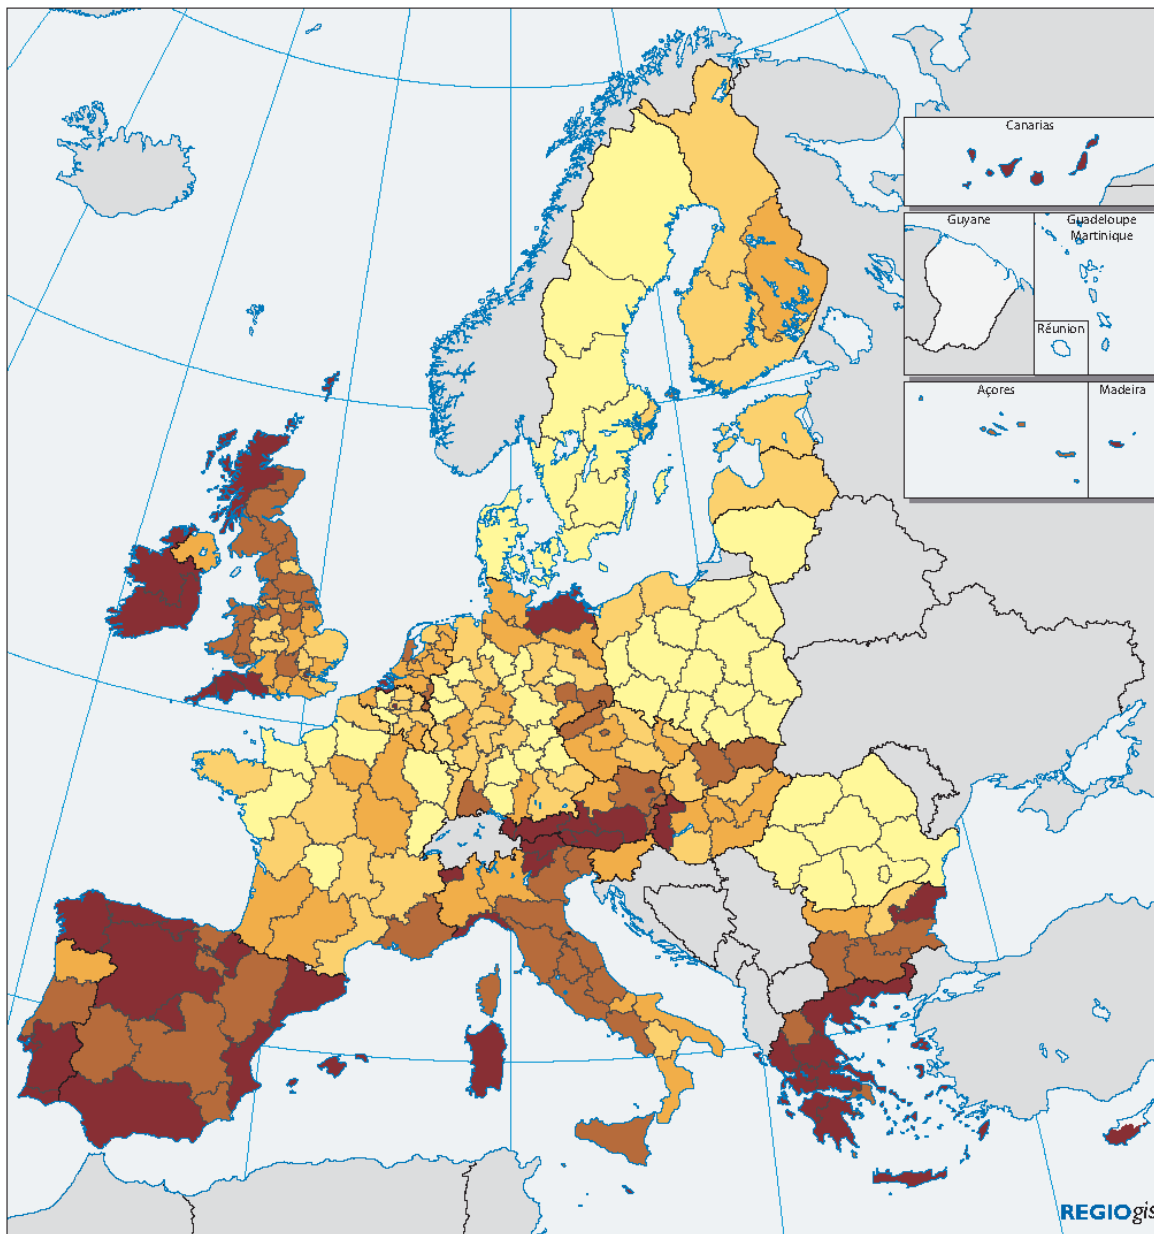 Canarias
Guyane
Guadeloupe
Martinique
Réunion
Açores
Madeira
REGIOgis